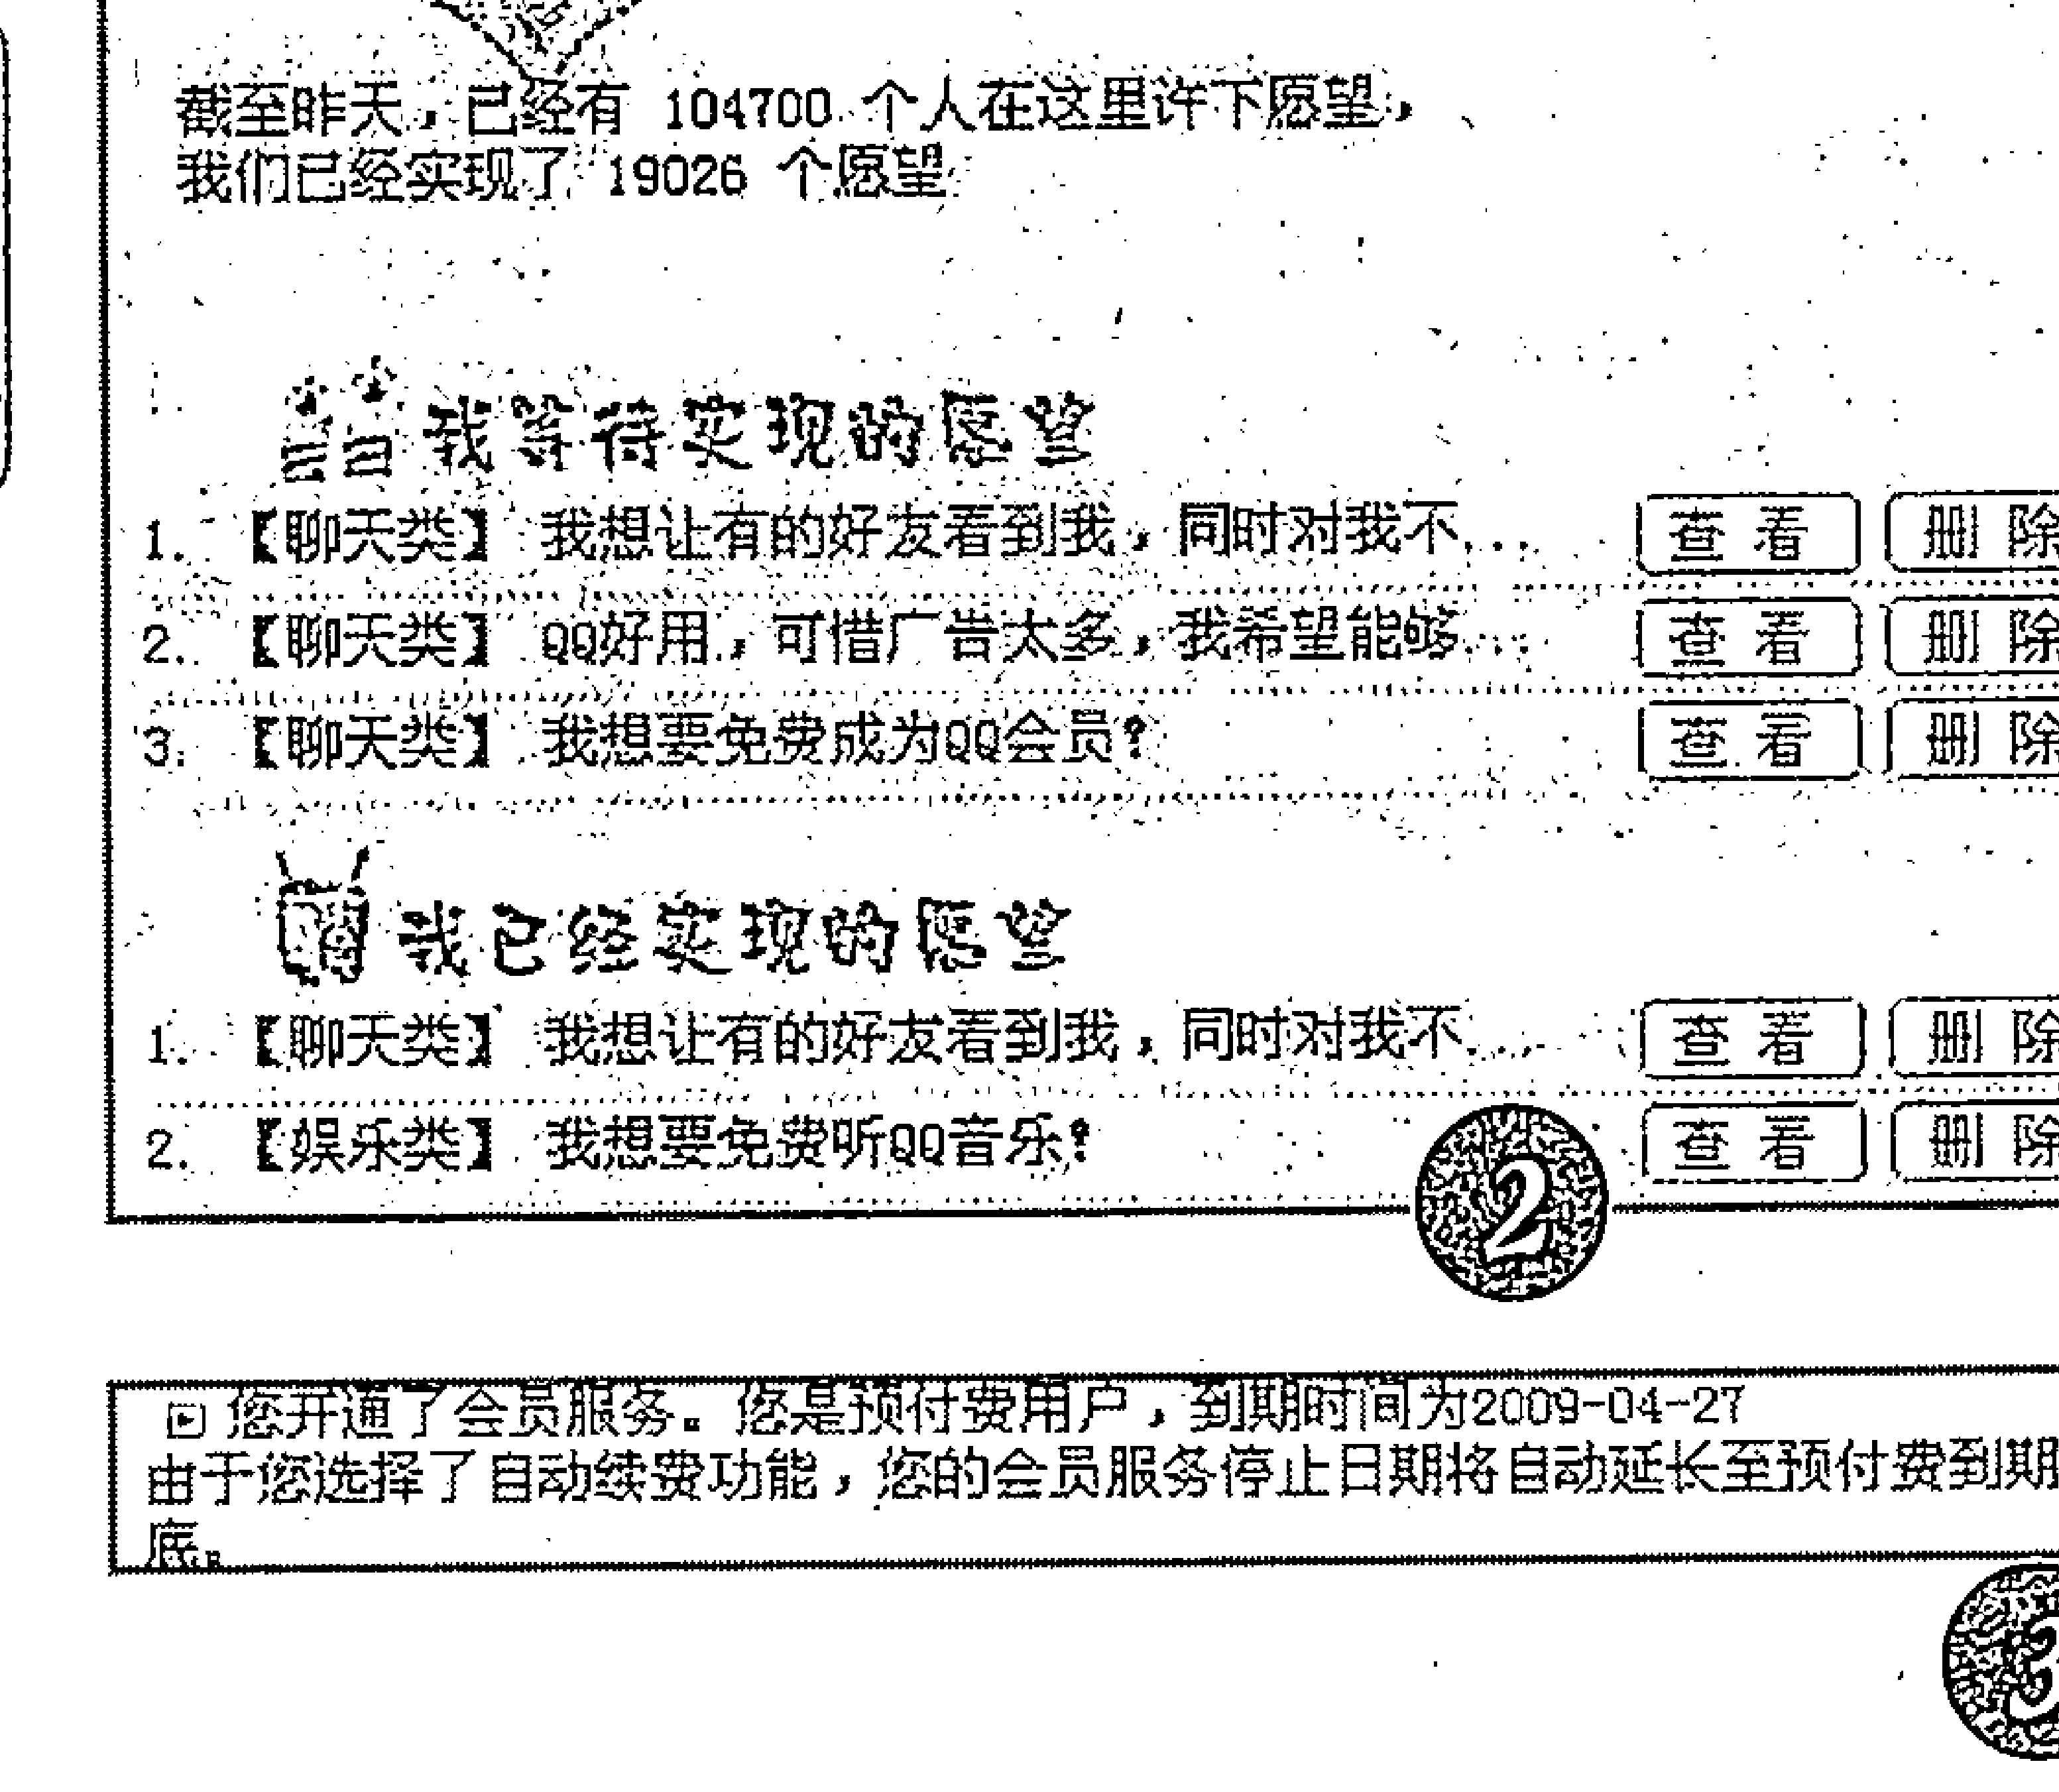 截至昨天，已经有 104700 个人在这里许下愿望，
我们已经实现了 19026 个愿望
我等待实现的愿望
1. 【聊天类】 我想让有的好友看到我，同时对我不... 查看 删除
2. 【聊天类】 QQ好用，可惜广告太多，我希望能够... 查看 删除
3. 【聊天类】 我想要免费成为QQ会员？ 查看 删除
我已经实现的愿望
1. 【聊天类】 我想让有的好友看到我，同时对我不... 查看 删除
2. 【娱乐类】 我想要免费听QQ音乐？ 查看 删除
2
您开通了会员服务。您是预付费用户，到期时间为2009-04-27
由于您选择了自动续费功能，您的会员服务停止日期将自动延长至预付费到期
底。
3